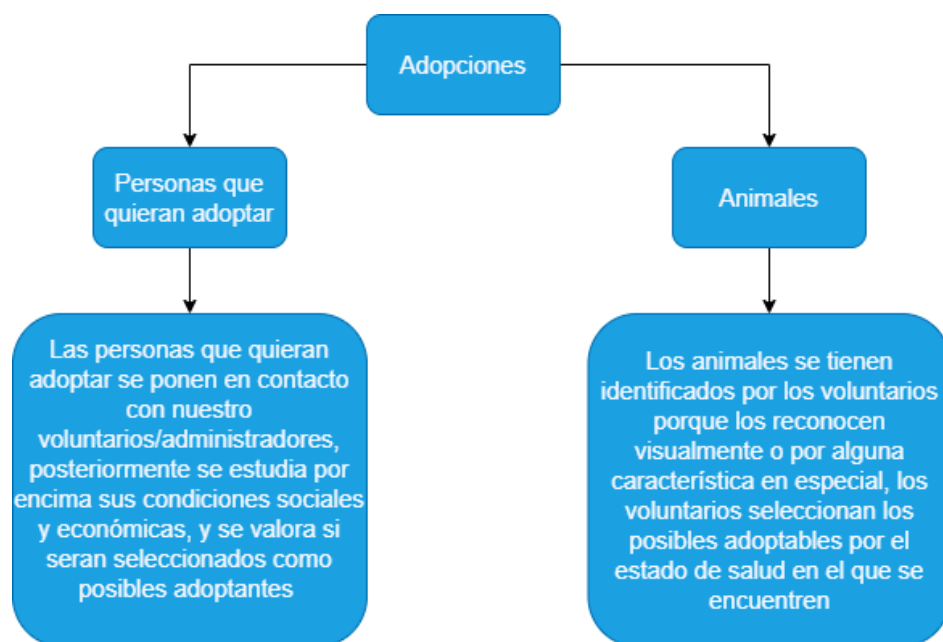 Adopciones
Personas que
quieran adoptar
Animales
Las personas que quieran
adoptar se ponen en contacto
con nuestro
voluntarios/administradores,
posteriormente se estudia por
encima sus condiciones sociales
y económicas, y se valora si
seran seleccionados como
posibles adoptantes
Los animales se tienen
identificados por los voluntarios
porque los reconocen
visualmente o por alguna
característica en especial, los
voluntarios seleccionan los
posibles adoptables por el
estado de salud en el que se
encuentren